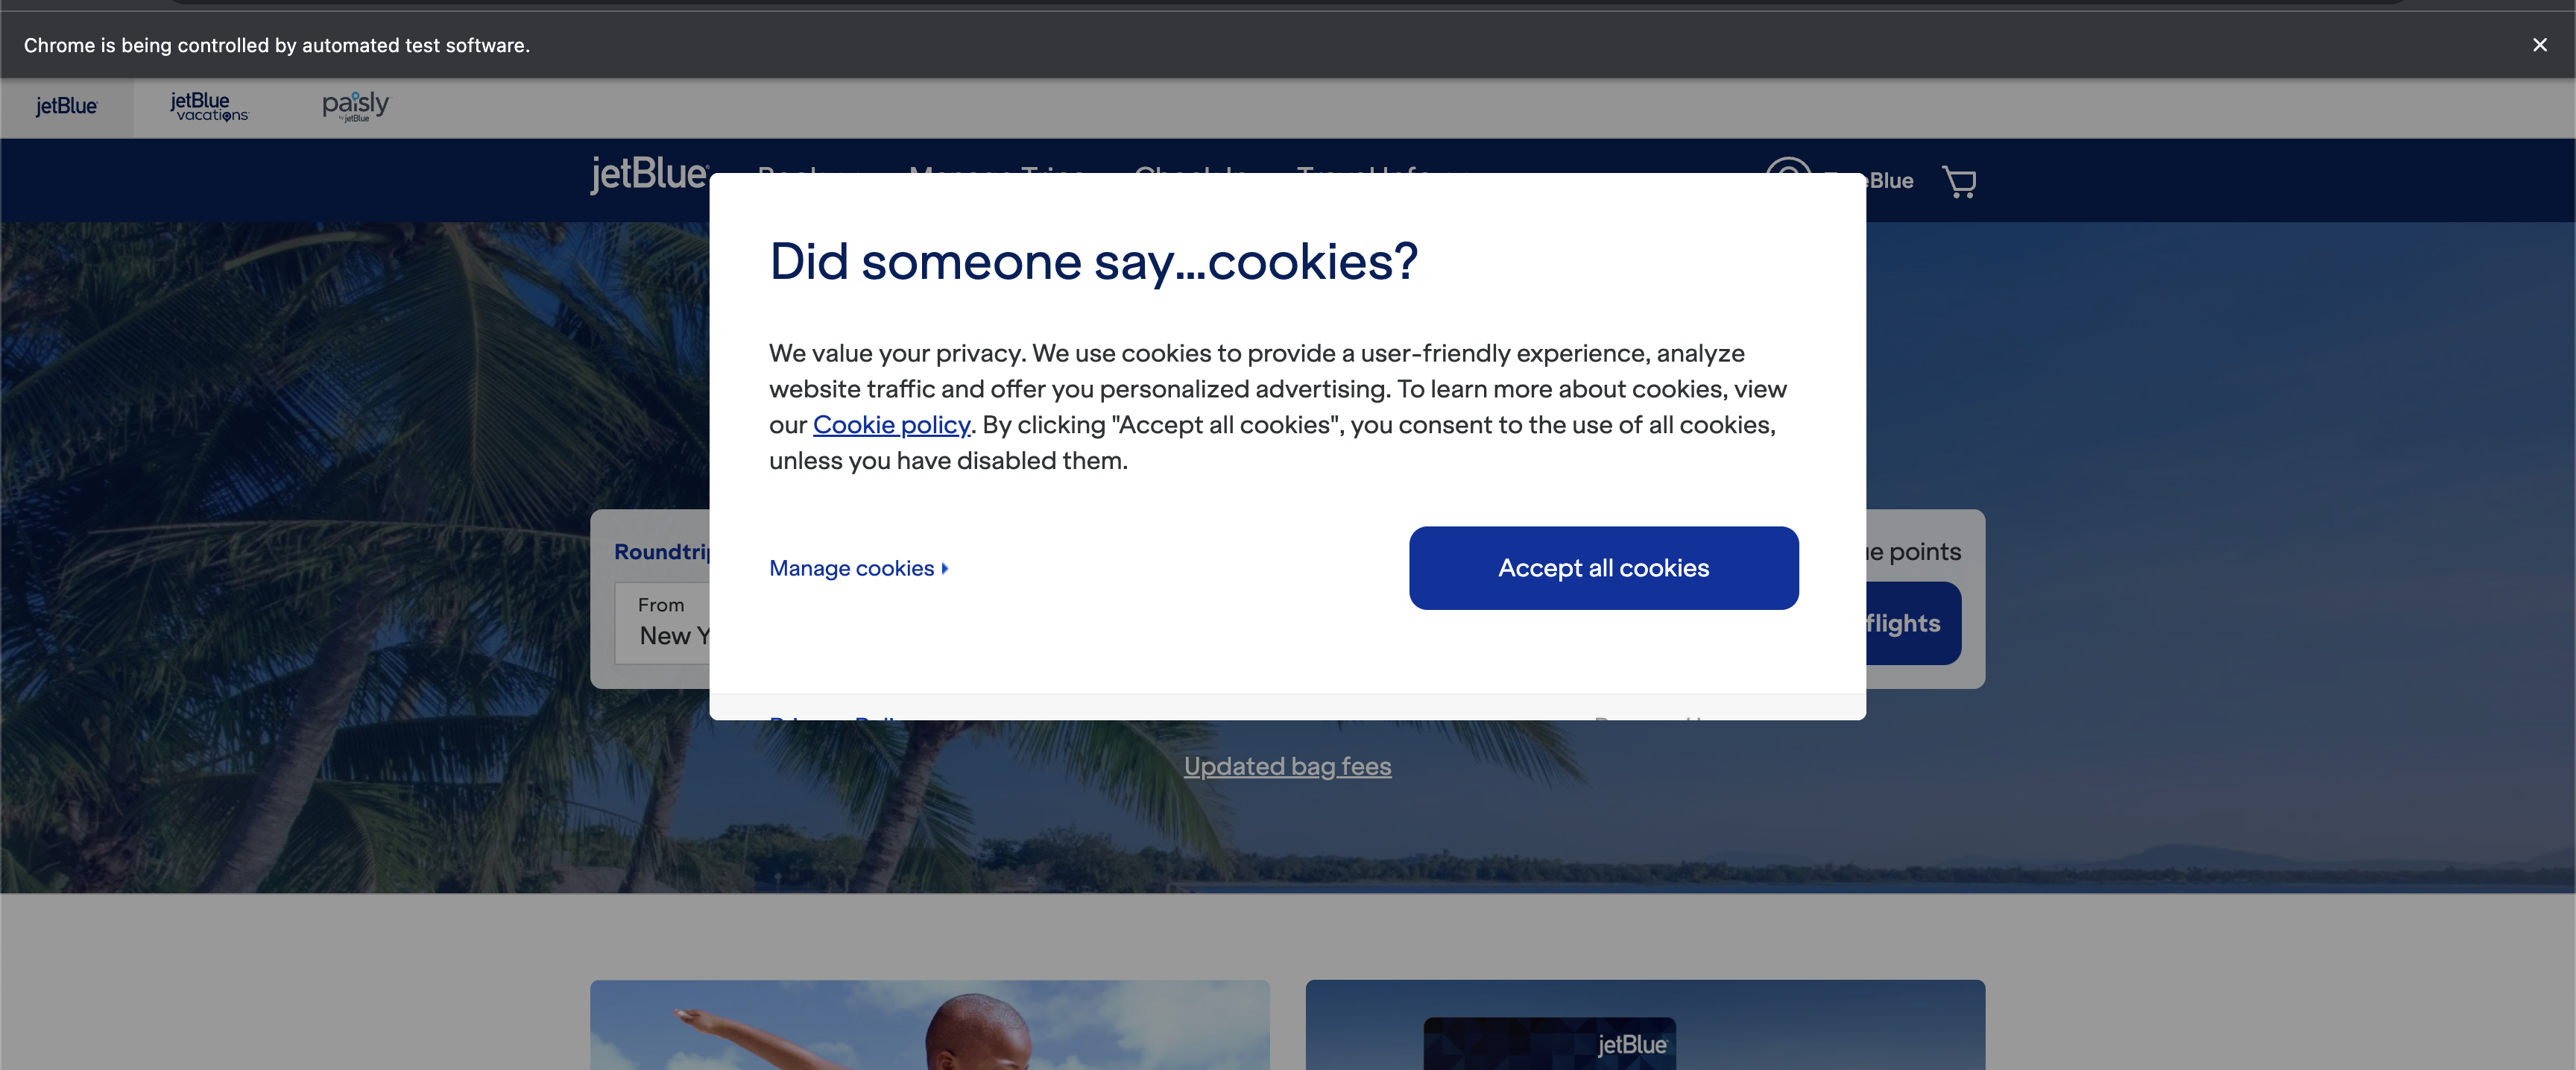 Chrome is being controlled by automated test software.
jetBlue
jetBlue
vacations
paisly
by jetBlue
jetBlue
eBlue
Did someone say...cookies?
We value your privacy. We use cookies to provide a user-friendly experience, analyze
website traffic and offer you personalized advertising. To learn more about cookies, view
our Cookie policy. By clicking "Accept all cookies", you consent to the use of all cookies,
unless you have disabled them.
Manage cookies
Accept all cookies
Roundtrip
points
From
New Y
flights
Updated bag fees
jetBlue